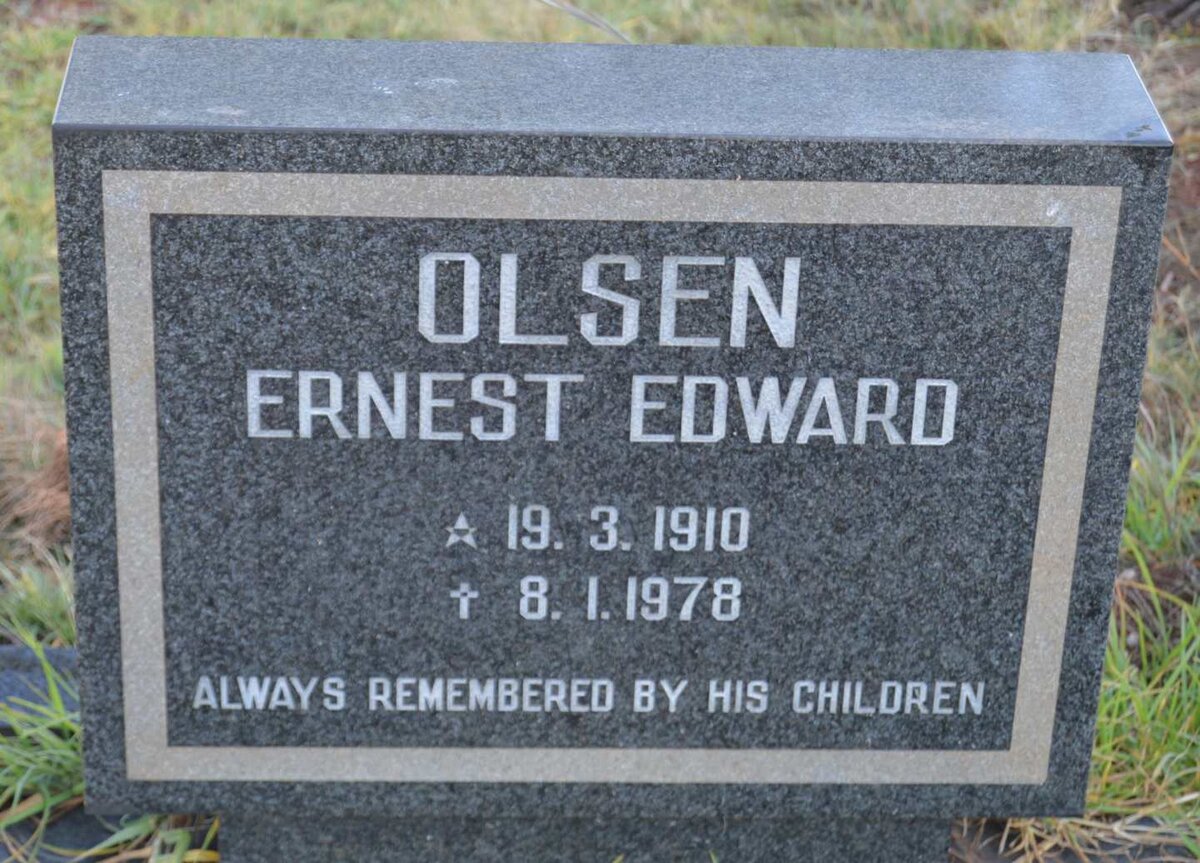 OLSEN
ERNEST EDWARD
★ 19. 3. 1910
✝ 8. 1. 1978
ALWAYS REMEMBERED BY HIS CHILDREN